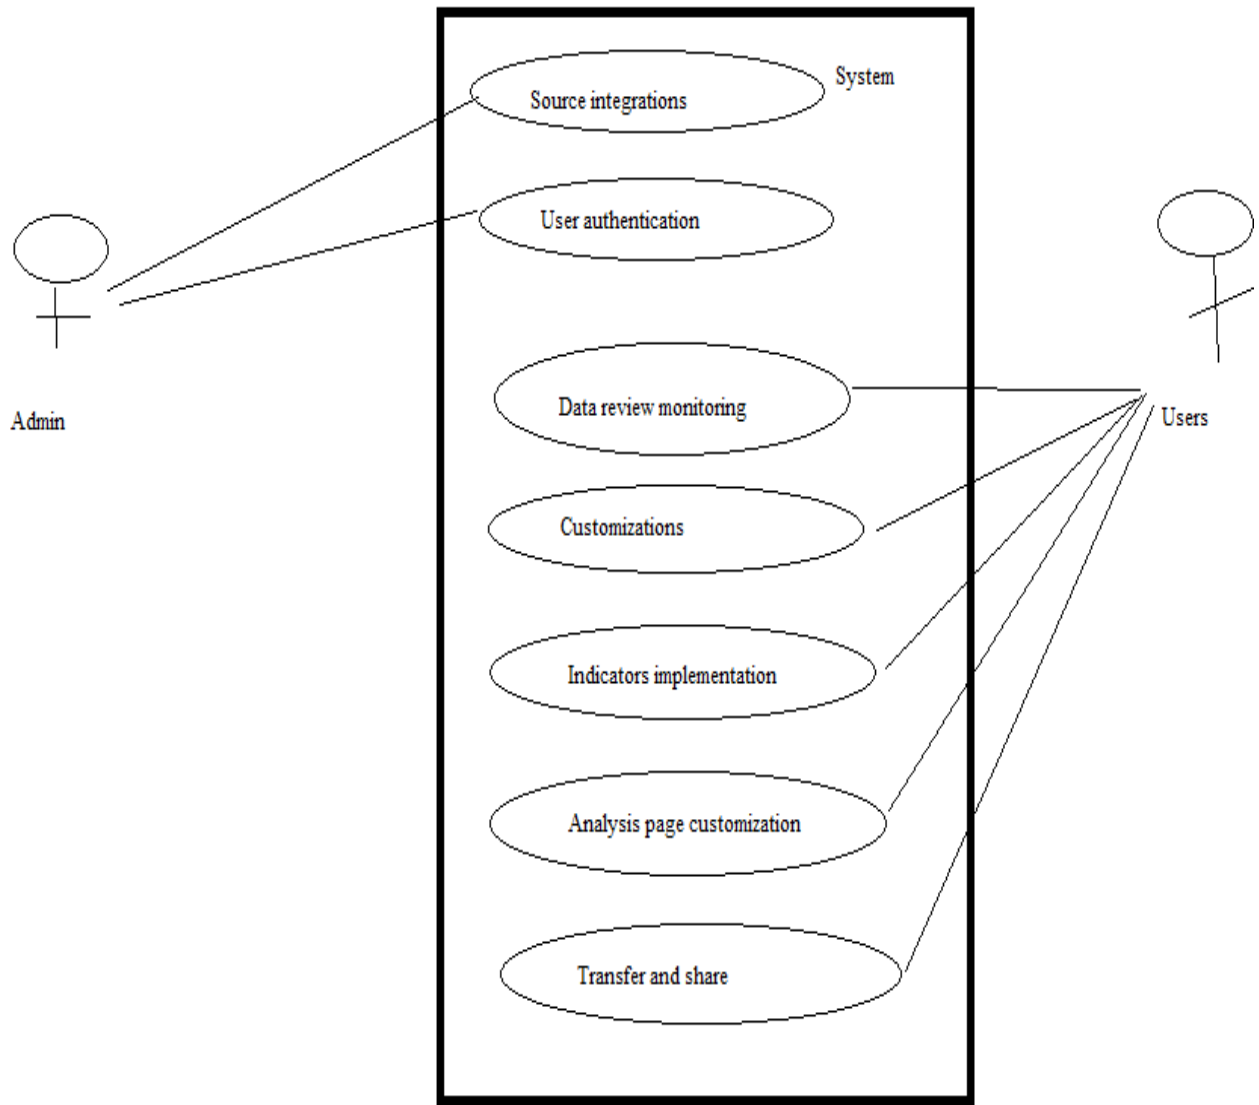 System
Source integrations
User authentication
Data review monitoring
Admin
Users
Customizations
Indicators implementation
Analysis page customization
Transfer and share